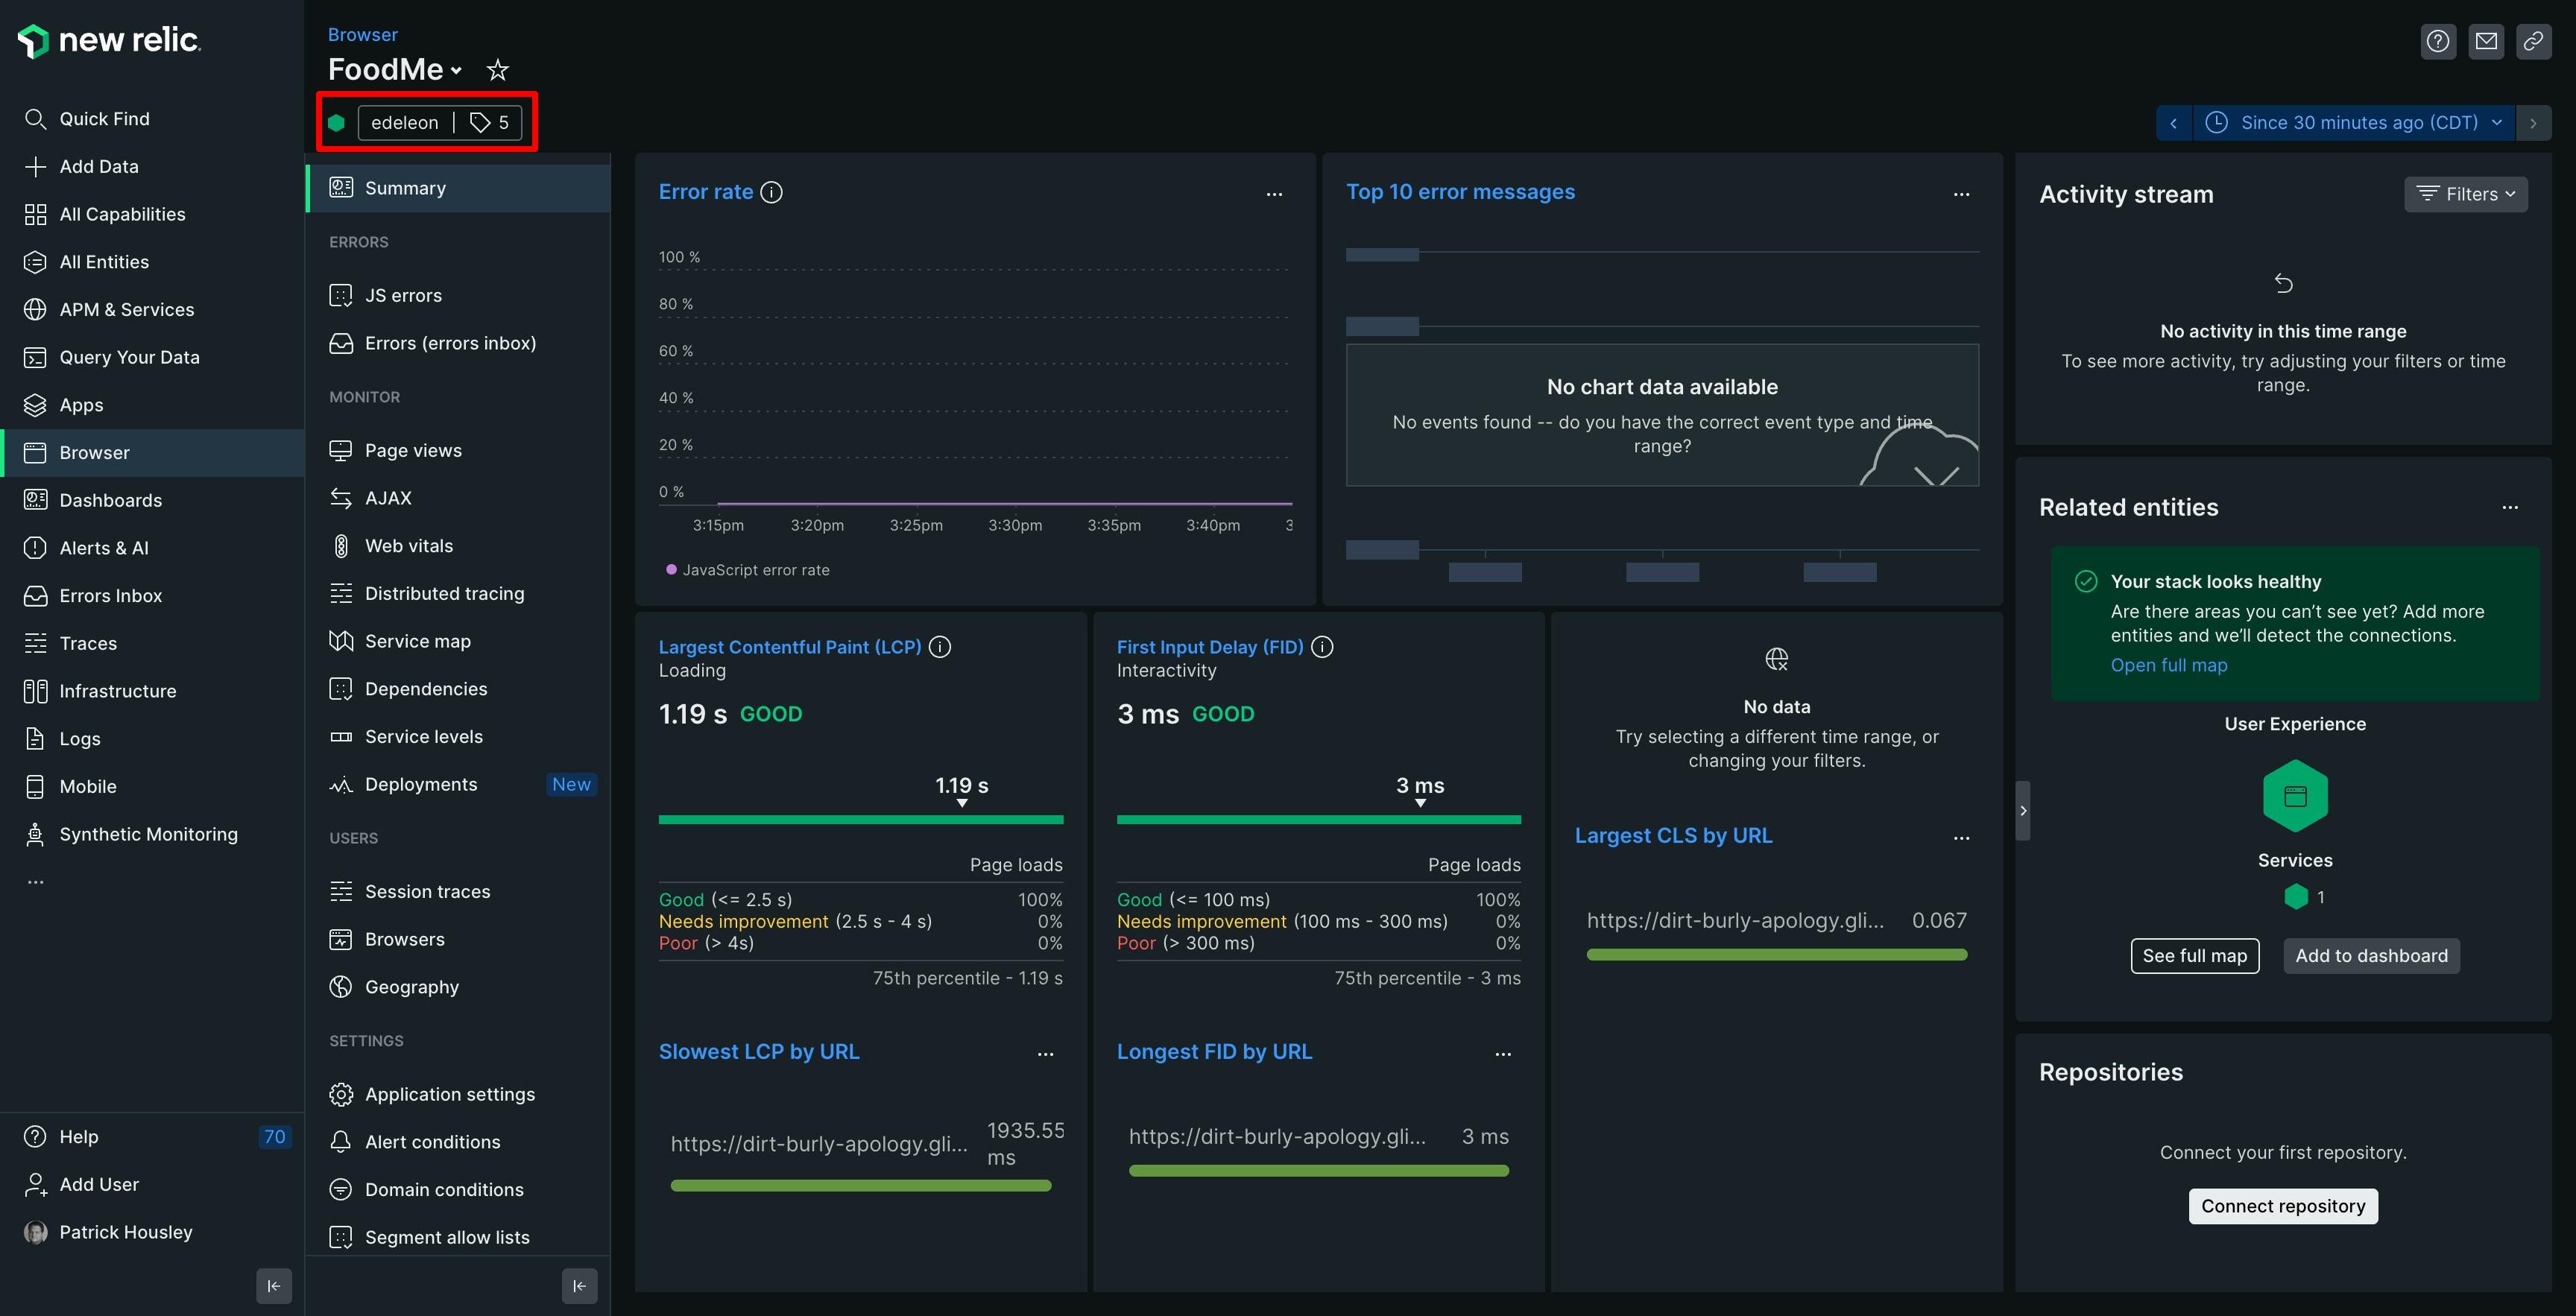 new relic.
Quick Find
Add Data
All Capabilities
All Entities
APM & Services
Query Your Data
Apps
Browser
Dashboards
Alerts & AI
Errors Inbox
Traces
Infrastructure
Logs
Mobile
Synthetic Monitoring
...
Help 70
Add User
Patrick Housley
Browser
FoodMe
edeleon | 5
Since 30 minutes ago (CDT)
Summary
ERRORS
JS errors
Errors (errors inbox)
MONITOR
Page views
AJAX
Web vitals
Distributed tracing
Service map
Dependencies
Service levels
Deployments New
USERS
Session traces
Browsers
Geography
SETTINGS
Application settings
Alert conditions
Domain conditions
Segment allow lists
Error rate
...
100 %
80 %
60 %
40 %
20 %
0 %
3:15pm 3:20pm 3:25pm 3:30pm 3:35pm 3:40pm 3
JavaScript error rate
Top 10 error messages
...
No chart data available
No events found -- do you have the correct event type and time
range?
Largest Contentful Paint (LCP)
Loading
1.19 s GOOD
1.19 s
Page loads
Good (<= 2.5 s) 100%
Needs improvement (2.5 s - 4 s) 0%
Poor (> 4s) 0%
75th percentile - 1.19 s
Slowest LCP by URL
...
https://dirt-burly-apology.gli... 1935.55
ms
First Input Delay (FID)
Interactivity
3 ms GOOD
3 ms
Page loads
Good (<= 100 ms) 100%
Needs improvement (100 ms - 300 ms) 0%
Poor (> 300 ms) 0%
75th percentile - 3 ms
Longest FID by URL
...
https://dirt-burly-apology.gli... 3 ms
No data
Try selecting a different time range, or
changing your filters.
Largest CLS by URL
...
https://dirt-burly-apology.gli... 0.067
Activity stream
Filters
No activity in this time range
To see more activity, try adjusting your filters or time
range.
Related entities
...
Your stack looks healthy
Are there areas you can’t see yet? Add more
entities and we’ll detect the connections.
Open full map
User Experience
Services
1
See full map
Add to dashboard
Repositories
Connect your first repository.
Connect repository